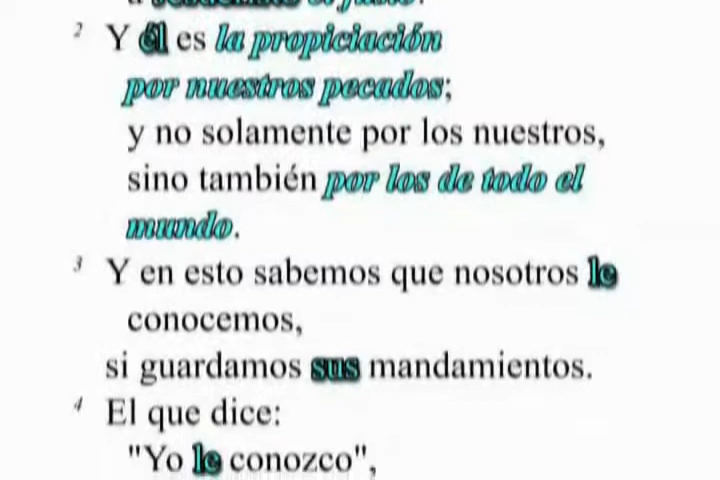 2 Y él es la propiciación
por nuestros pecados;
y no solamente por los nuestros,
sino también por los de todo el
mundo.
3 Y en esto sabemos que nosotros le
conocemos,
si guardamos sus mandamientos.
4 El que dice:
"Yo le conozco",